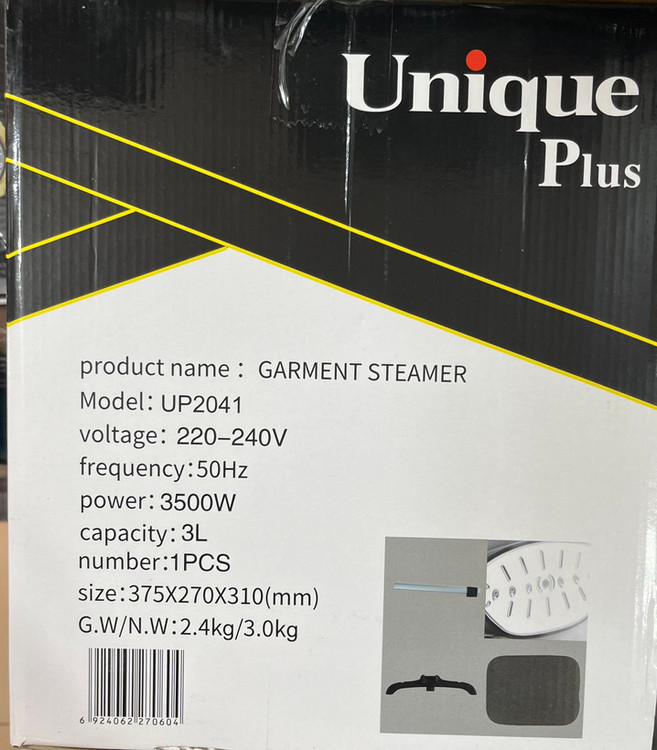 Unique
Plus
product name： GARMENT STEAMER
Model: UP2041
voltage: 220–240V
frequency:50Hz
power: 3500W
capacity: 3L
number:1PCS
size:375X270X310(mm)
G.W/N.W:2.4kg/3.0kg
6 924062 270604